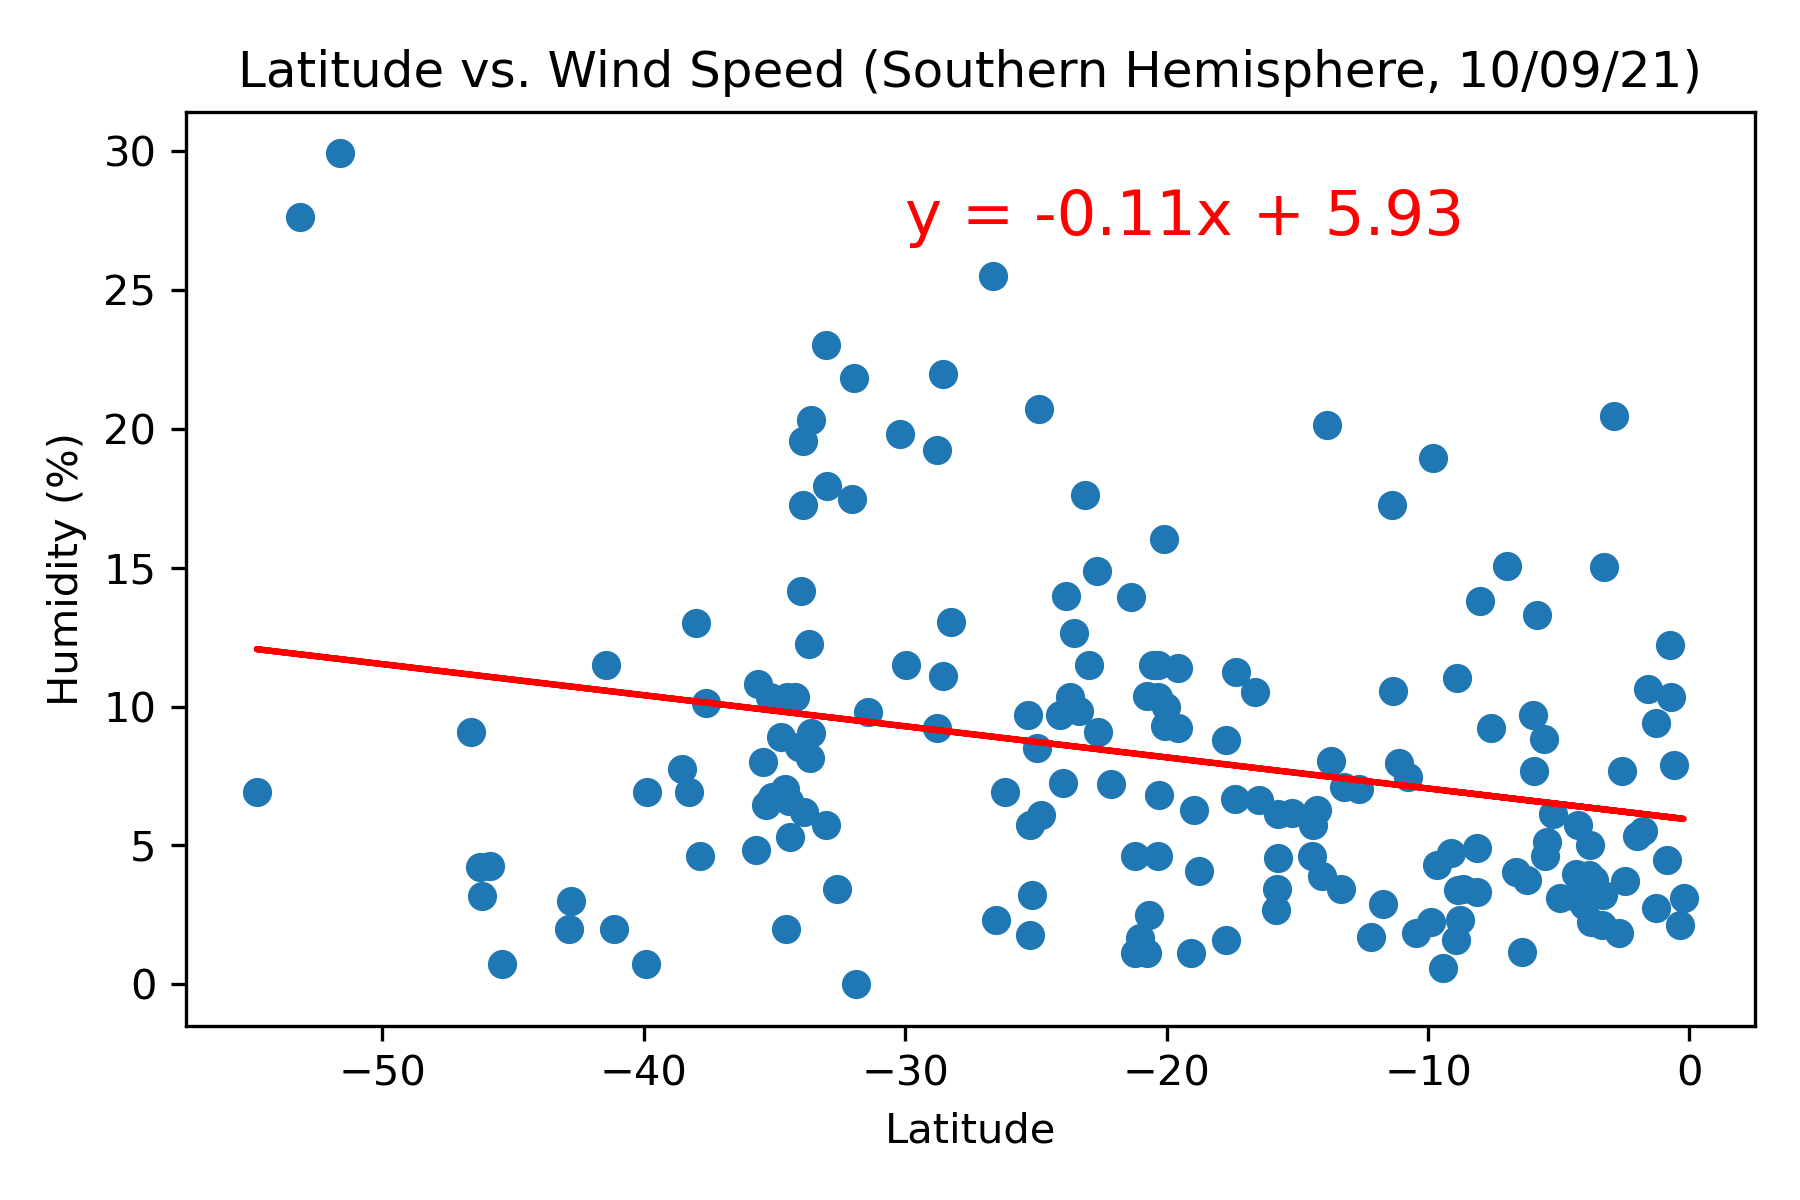 Latitude vs. Wind Speed (Southern Hemisphere, 10/09/21)
30
25
20
15
10
5
0
Humidity (%)
y = -0.11x + 5.93
−50 −40 −30 −20 −10 0
Latitude